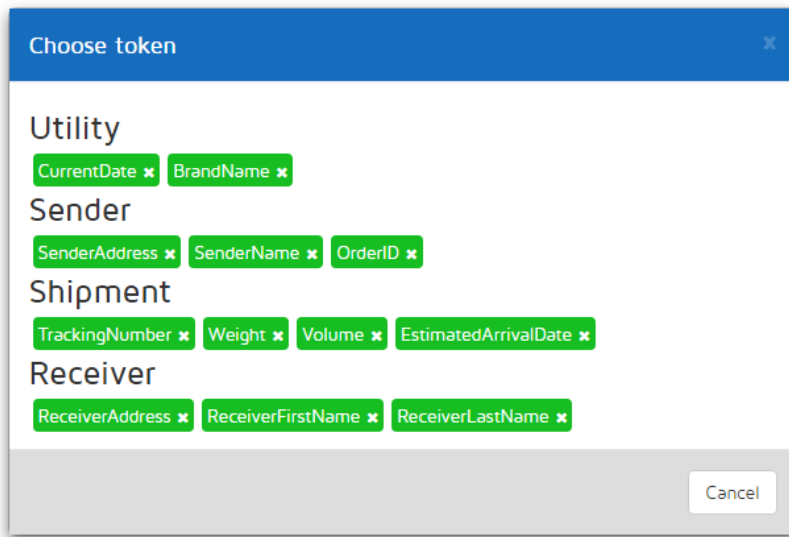 Choose token ×
Utility
CurrentDate × BrandName ×
Sender
SenderAddress × SenderName × OrderID ×
Shipment
TrackingNumber × Weight × Volume × EstimatedArrivalDate ×
Receiver
ReceiverAddress × ReceiverFirstName × ReceiverLastName ×
Cancel